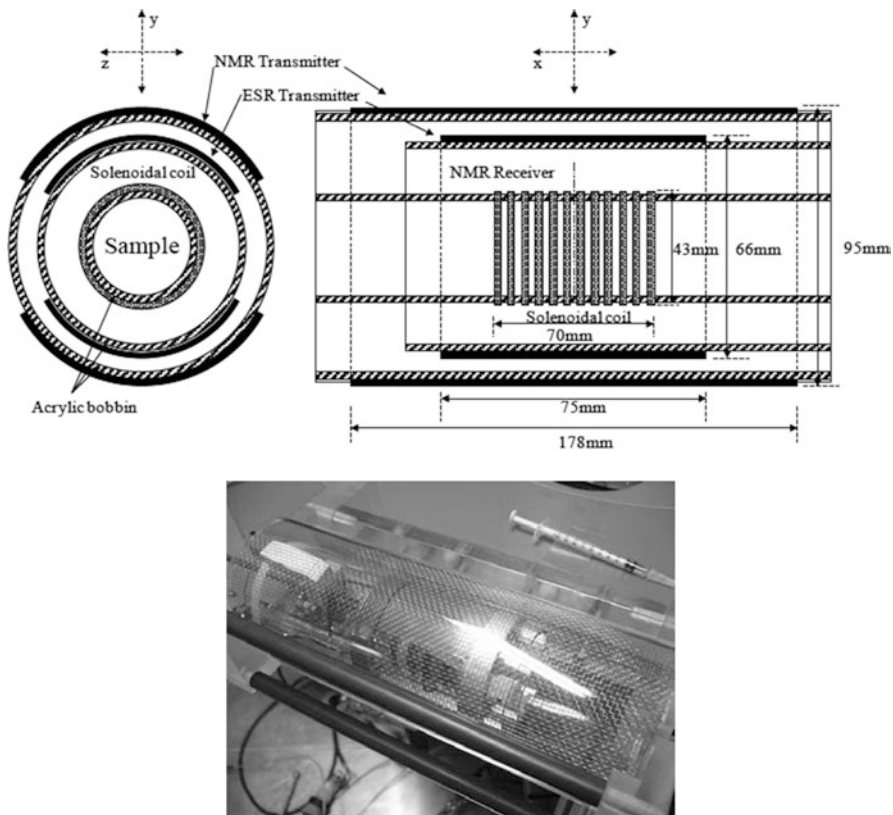 y
z
NMR Transmitter
ESR Transmitter
Solenoidal coil
Sample
Acrylic bobbin
y
x
NMR Receiver
43mm
66mm
95mm
Solenoidal coil
70mm
75mm
178mm